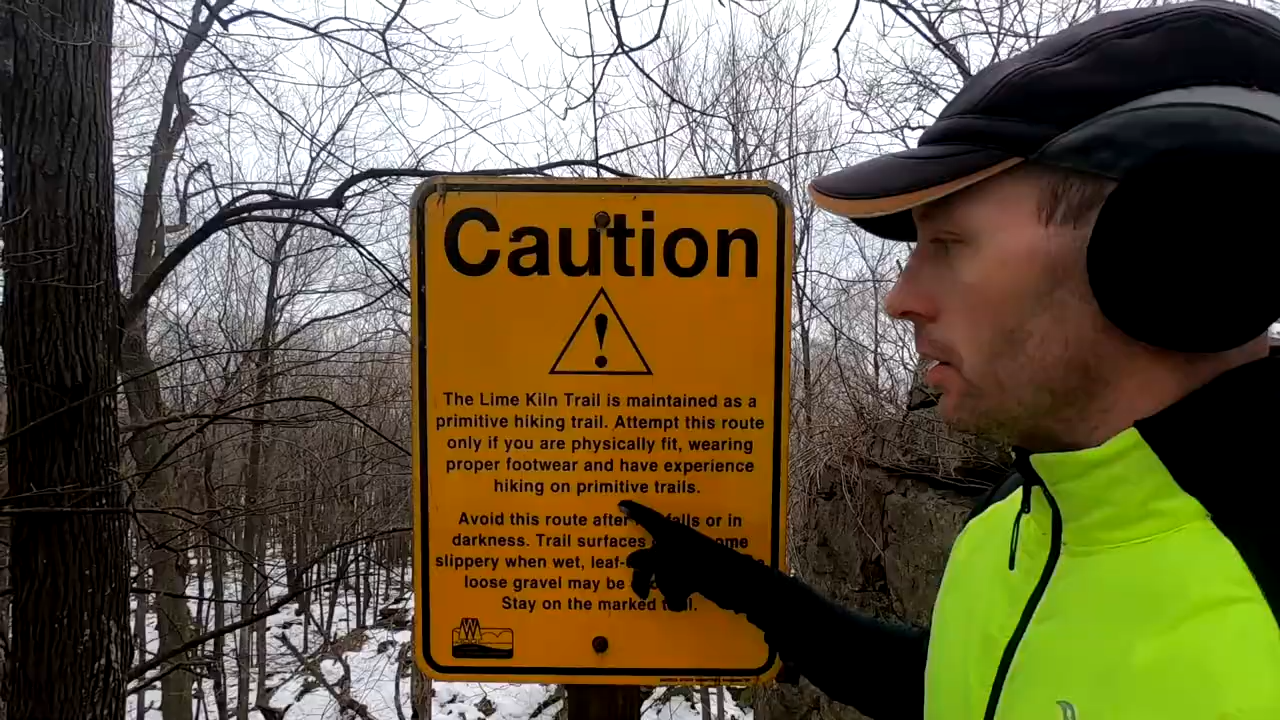 Caution
The Lime Kiln Trail is maintained as a
primitive hiking trail. Attempt this route
only if you are physically fit, wearing
proper footwear and have experience
hiking on primitive trails.
Avoid this route after falls or in
darkness. Trail surfaces
slippery when wet, leaf-
loose gravel may be
Stay on the marked